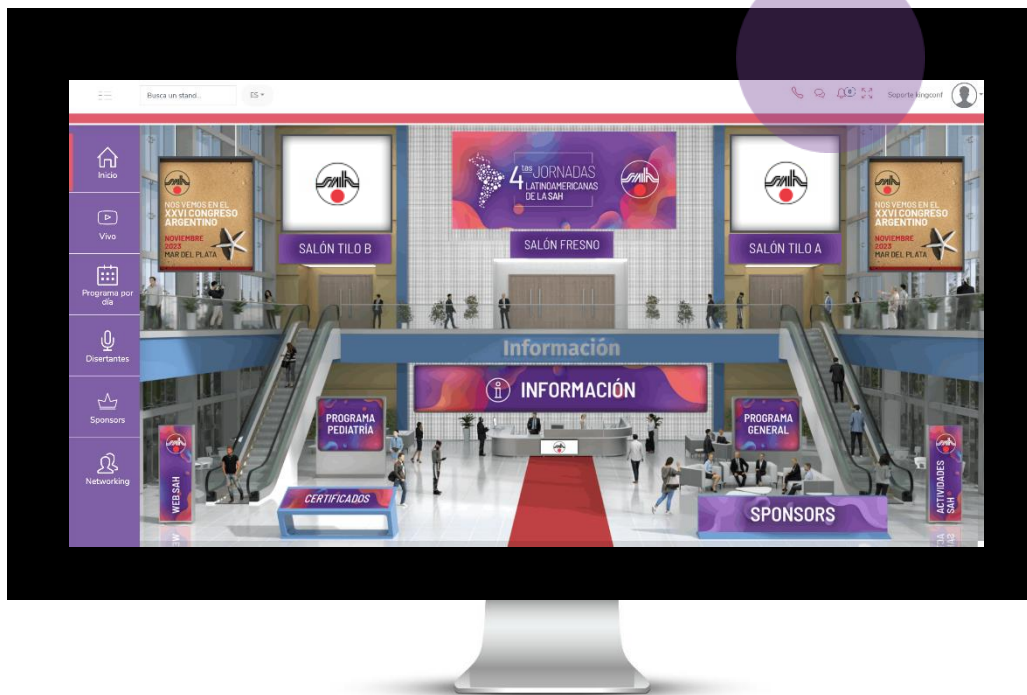 Busca un stand..
ES
Soporte kingconf
Inicio
Vivo
Programa por
día
Disertantes
Sponsors
Networking
NOS VEMOS EN EL
XXVI CONGRESO
ARGENTINO
NOVIEMBRE
2023
MAR DEL PLATA
SALÓN TILO B
4tas JORNADAS
LATINOAMERICANAS
DE LA SAH
SALÓN FRESNO
SALÓN TILO A
NOS VEMOS EN EL
XXVI CONGRESO
ARGENTINO
NOVIEMBRE
2023
MAR DEL PLATA
Información
INFORMACIÓN
PROGRAMA
PEDIATRÍA
PROGRAMA
GENERAL
WEB SAH
CERTIFICADOS
SPONSORS
ACTIVIDADES
SAH